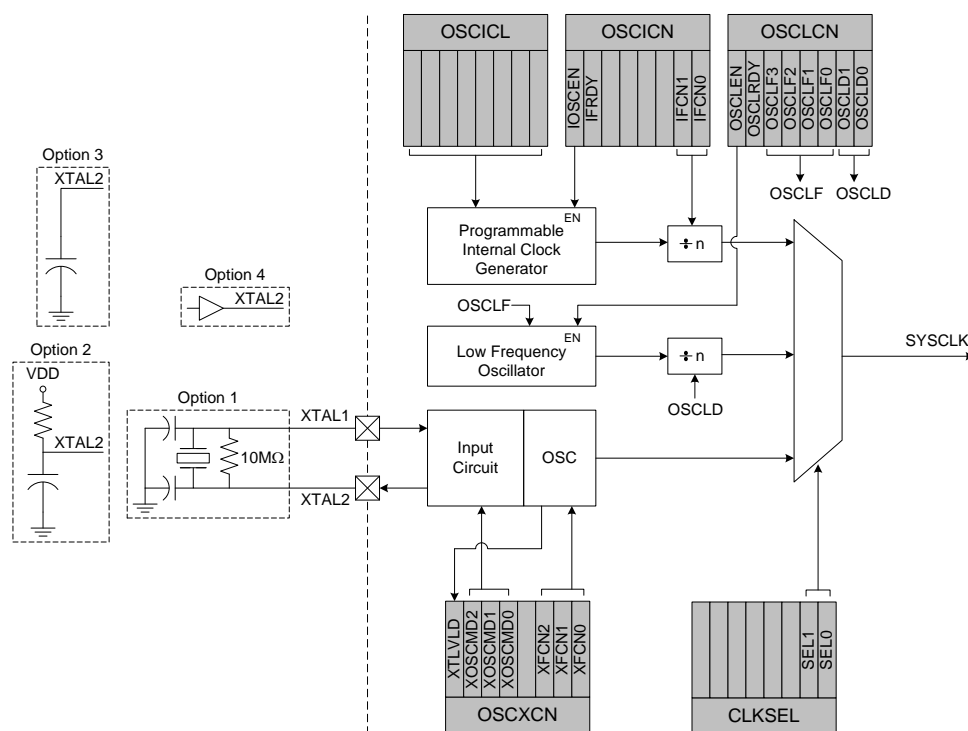 OSCICL
OSCICN
OSCLCN
IOSCEN
IFRDY
IFCN1
IFCN0
OSCLEN
OSCLRDY
OSCLF3
OSCLF2
OSCLF1
OSCLF0
OSCLD1
OSCLD0
Option 3
XTAL2
OSCLF
OSCLD
EN
Programmable
Internal Clock
Generator
÷ n
Option 4
XTAL2
OSCLF
EN
Low Frequency
Oscillator
÷ n
SYSCLK
Option 2
VDD
XTAL2
OSCLD
Option 1
10MΩ
XTAL1
XTAL2
Input
Circuit
OSC
XTLVLD
XOSCMD2
XOSCMD1
XOSCMD0
XFCN2
XFCN1
XFCN0
OSCXCN
SEL1
SEL0
CLKSEL